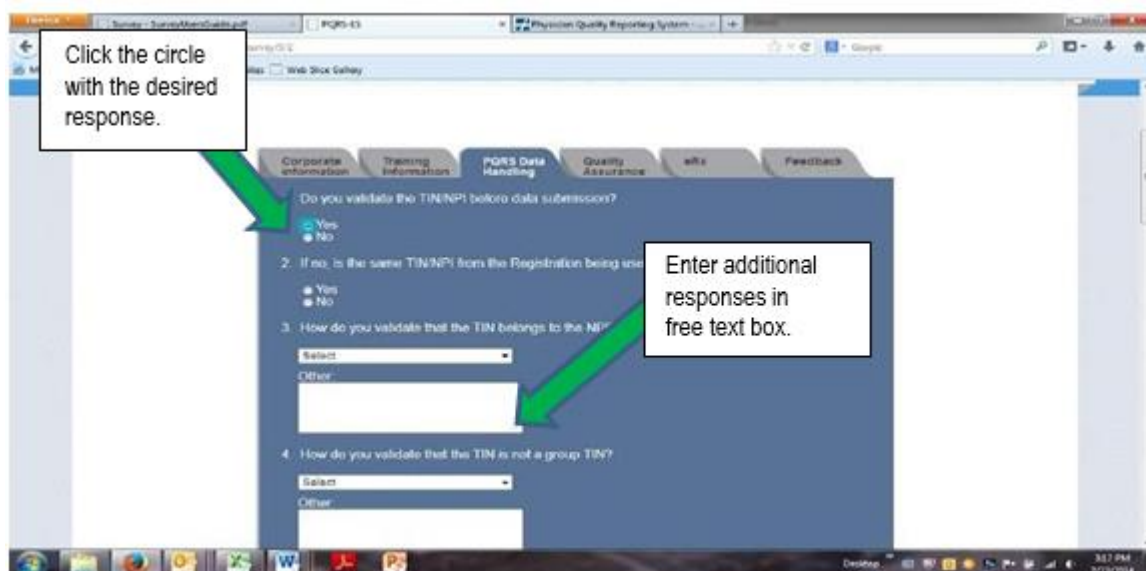 Survey - SurveyUsersGuide.pdf
PQRS-ES
Physician Quality Reporting System - ...
Google
Web Slice Gallery
Click the circle
with the desired
response.
Corporate Information
Training Information
PQRS Data Handling
Quality Assurance
eRx
Feedback
Do you validate the TIN/NPI before data submission?
Yes
No
2. If no, is the same TIN/NPI from the Registration being
Yes
No
Enter additional
responses in
free text box.
3. How do you validate that the TIN belongs to the
Select
Other:
4. How do you validate that the TIN is not a group TIN?
Select
Other:
Desktop
3:17 PM